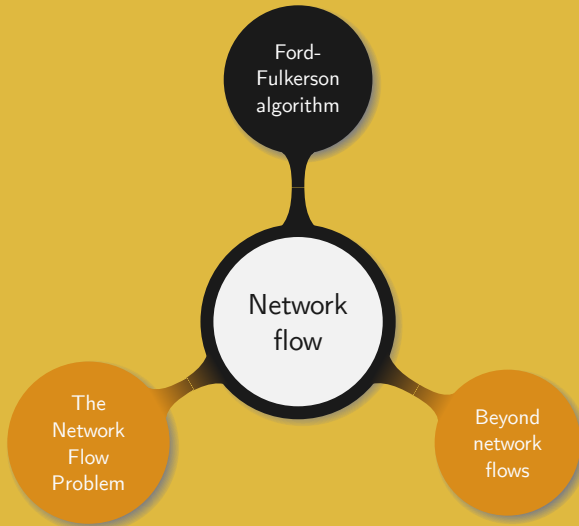 Ford-
Fulkerson
algorithm
Network
flow
The
Network
Flow
Problem
Beyond
network
flows